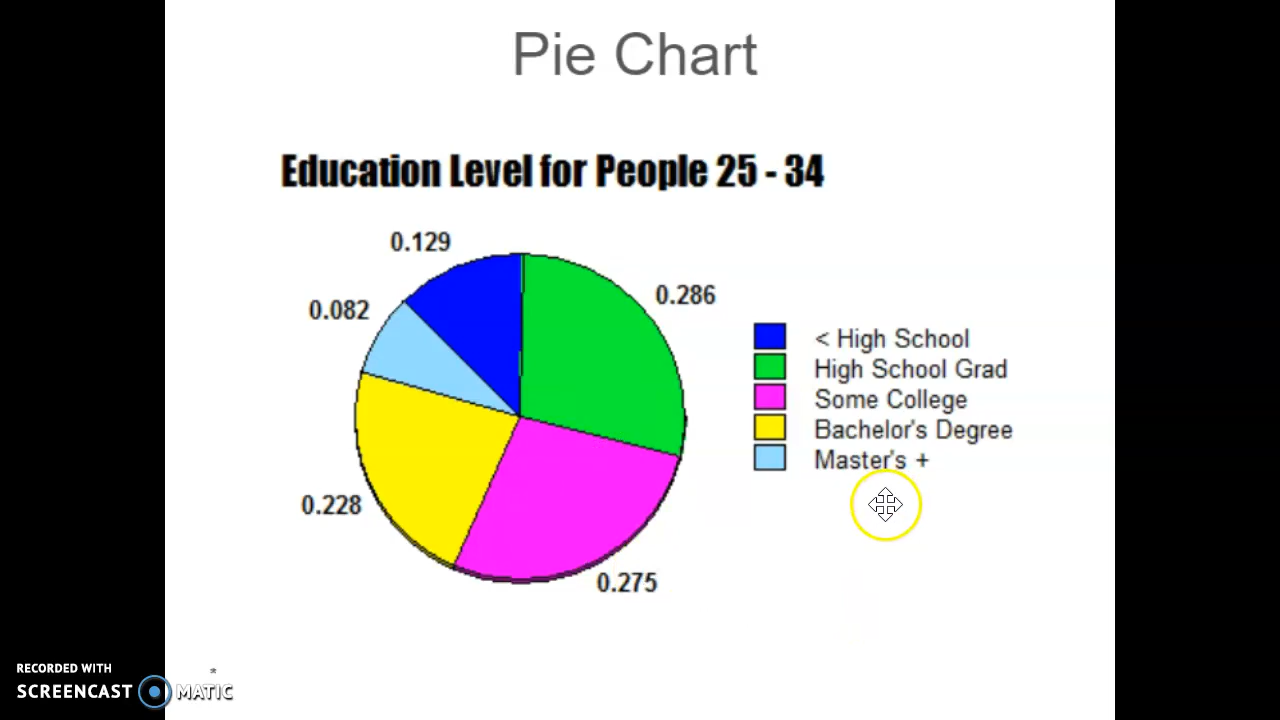 Pie Chart
Education Level for People 25 - 34
0.129
0.286
0.082
0.228
0.275
< High School
High School Grad
Some College
Bachelor's Degree
Master's +
RECORDED WITH
SCREENCAST MATIC
*